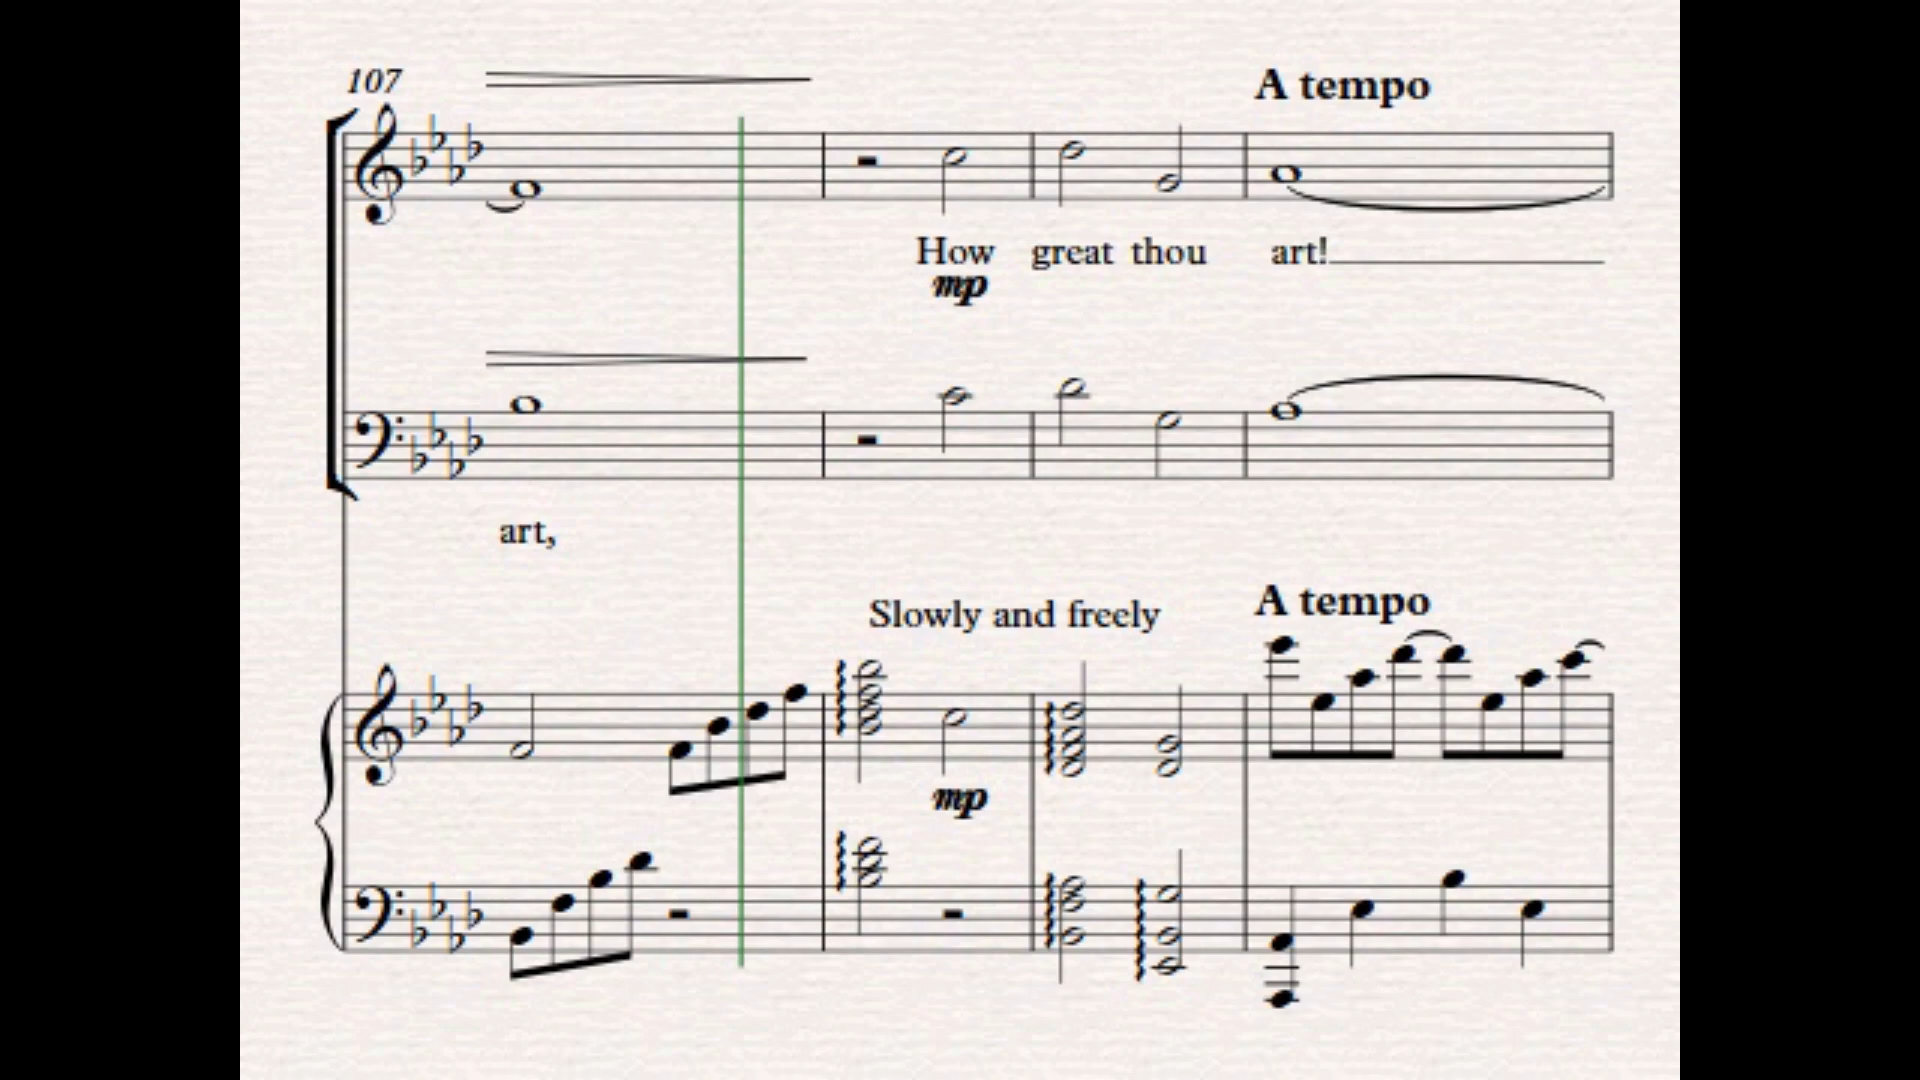 107
A tempo
How great thou art!
mp
art,
Slowly and freely
A tempo
mp